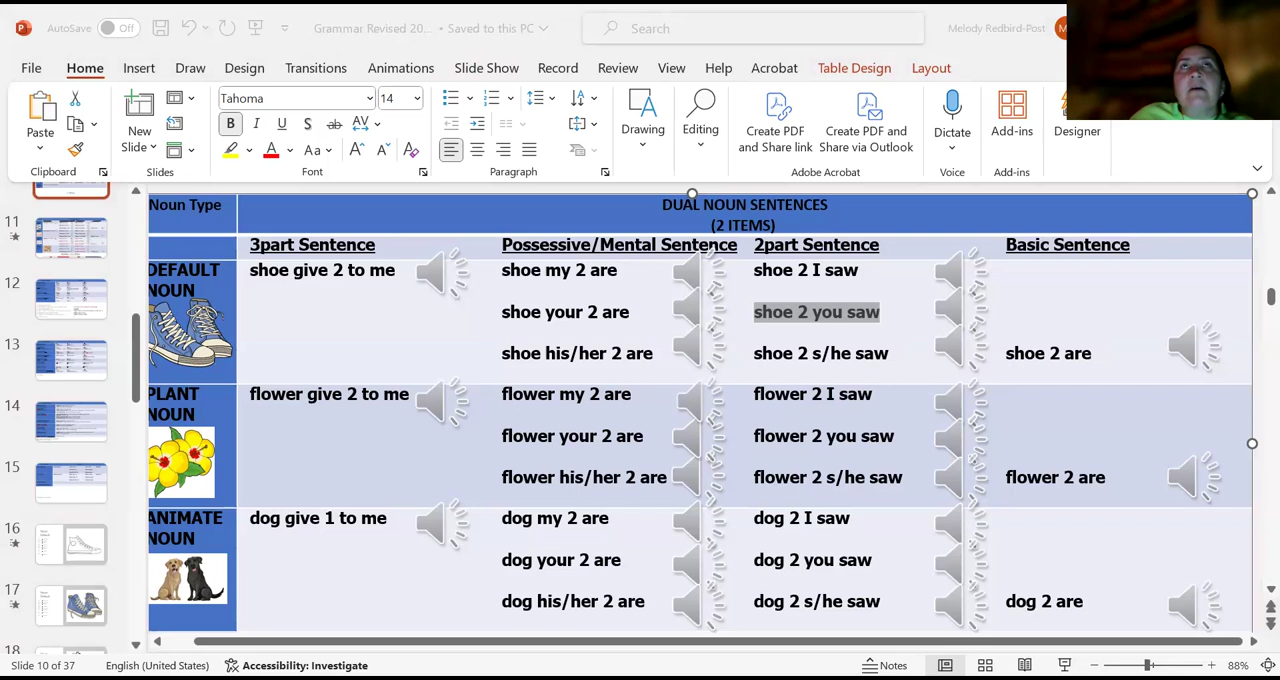 AutoSave Off Grammar Revised 20... • Saved to this PC Search Melody Redbird-Post
File Home Insert Draw Design Transitions Animations Slide Show Record Review View Help Acrobat Table Design Layout
Paste
New
Slide
Tahoma 14
B I U S ab AV
A Aa A A A
Drawing
Editing
Create PDF
and Share link
Create PDF and
Share via Outlook
Dictate
Add-ins
Designer
Clipboard Slides Font Paragraph Adobe Acrobat Voice Add-ins
11
12
13
14
15
16
17
18
Noun Type DUAL NOUN SENTENCES
(2 ITEMS)
3part Sentence Possessive/Mental Sentence 2part Sentence Basic Sentence
DEFAULT
NOUN
shoe give 2 to me shoe my 2 are shoe 2 I saw
shoe your 2 are shoe 2 you saw
shoe his/her 2 are shoe 2 s/he saw shoe 2 are
PLANT
NOUN
flower give 2 to me flower my 2 are flower 2 I saw
flower your 2 are flower 2 you saw
flower his/her 2 are flower 2 s/he saw flower 2 are
ANIMATE
NOUN
dog give 1 to me dog my 2 are dog 2 I saw
dog your 2 are dog 2 you saw
dog his/her 2 are dog 2 s/he saw dog 2 are
Slide 10 of 37 English (United States) Accessibility: Investigate Notes 88%